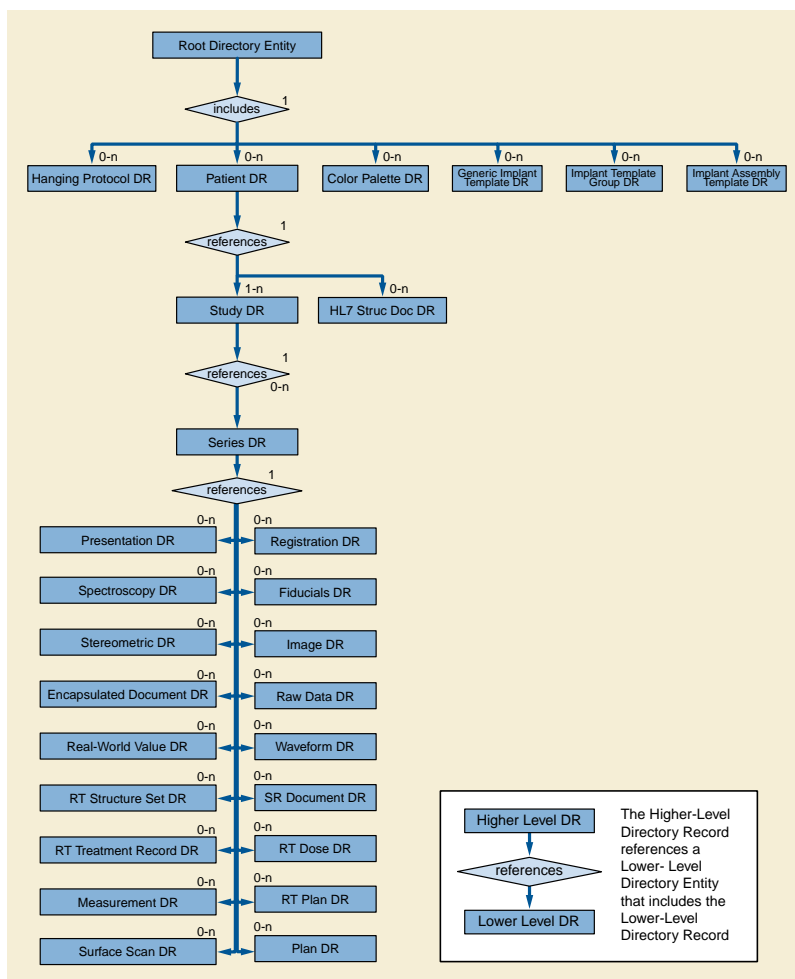 Root Directory Entity
1
includes
0-n
0-n
0-n
0-n
0-n
0-n
Hanging Protocol DR
Patient DR
Color Palette DR
Generic Implant
Template DR
Implant Template
Group DR
Implant Assembly
Template DR
1
references
1-n
0-n
Study DR
HL7 Struc Doc DR
1
references
0-n
Series DR
1
references
0-n
0-n
Presentation DR
Registration DR
0-n
0-n
Spectroscopy DR
Fiducials DR
0-n
0-n
Stereometric DR
Image DR
0-n
0-n
Encapsulated Document DR
Raw Data DR
0-n
0-n
Real-World Value DR
Waveform DR
0-n
0-n
RT Structure Set DR
SR Document DR
0-n
0-n
RT Treatment Record DR
RT Dose DR
0-n
0-n
Measurement DR
RT Plan DR
0-n
0-n
Surface Scan DR
Plan DR
Higher Level DR
references
Lower Level DR
The Higher-Level
Directory Record
references a
Lower- Level
Directory Entity
that includes the
Lower-Level
Directory Record